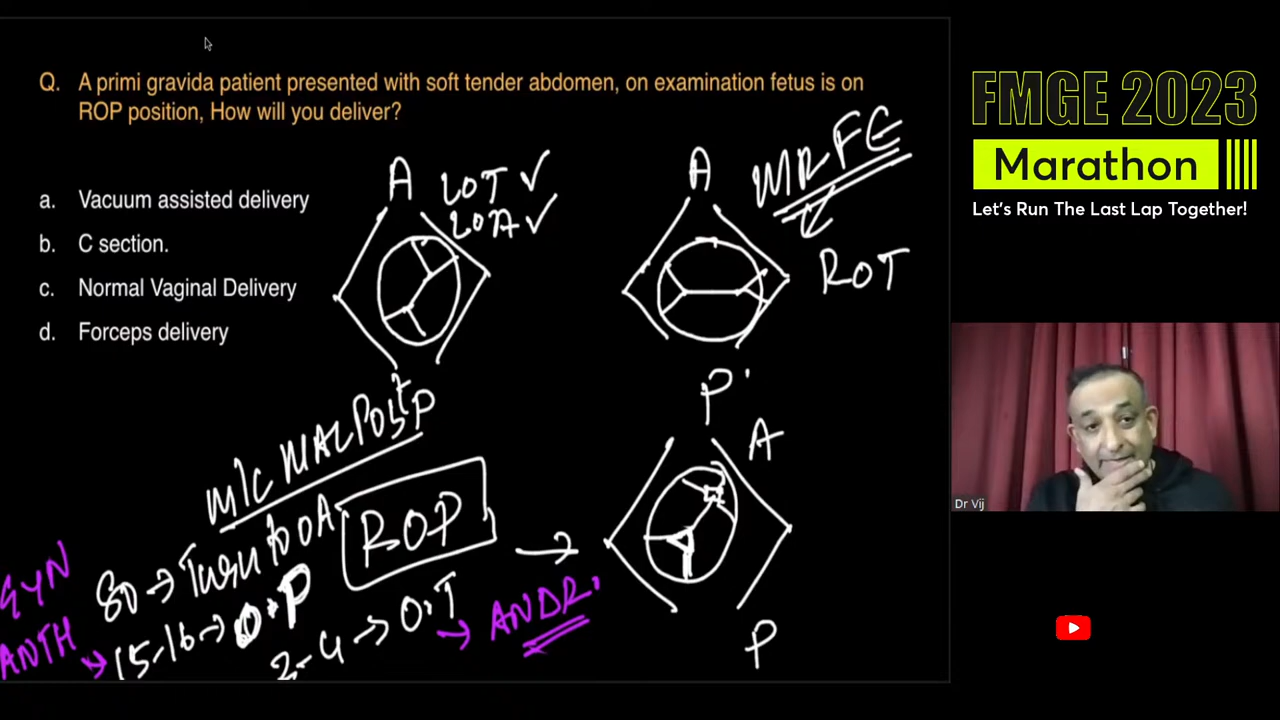 Q. A primi gravida patient presented with soft tender abdomen, on examination fetus is on
ROP position, How will you deliver?
a. Vacuum assisted delivery
b. C section.
c. Normal Vaginal Delivery
d. Forceps delivery
A
LOT ✓
LOA ✓
A
ROT
P
P
A
M/C MALPOSTP
ROP →
80 → Turn to OA
15-16 → O.P
3-4 → O.T
→ ANDR.
GYN
ANTH →
P
FMGE 2023
Marathon
Let's Run The Last Lap Together!
Dr Vij